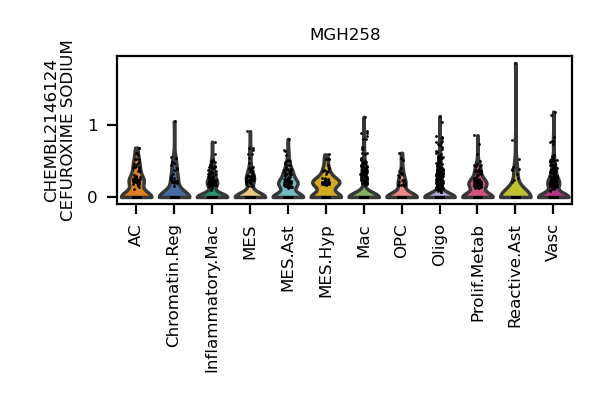 MGH258
CHEMBL2146124
CEFUROXIME SODIUM
1
0
AC
Chromatin.Reg
Inflammatory.Mac
MES
MES.Ast
MES.Hyp
Mac
OPC
Oligo
Prolif.Metab
Reactive.Ast
Vasc